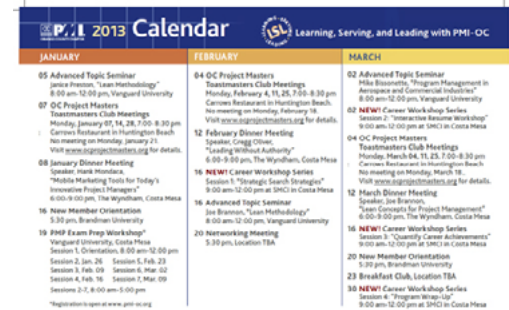 PMI 2013 Calendar
LSL
Learning, Serving, and Leading with PMI-OC
JANUARY
05 Advanced Topic Seminar
Janice Preston, "Lean Methodology"
8:00 am-12:00 pm, Vanguard University
07 OC Project Masters
Toastmasters Club Meetings
Monday, January 07, 14, 28, 7:00-8:30 pm
Carrows Restaurant in Huntington Beach
No meeting on Monday, January 21.
Visit www.ocprojectmasters.org for details.
08 January Dinner Meeting
Speaker, Hank Mondaca,
"Mobile Marketing Tools for Today's
Innovative Project Managers"
6:00-9:00 pm, The Wyndham, Costa Mesa
16 New Member Orientation
5:30 pm, Brandman University
19 PMP Exam Prep Workshop*
Vanguard University, Costa Mesa
Session 1, Orientation, 8:00 am-12:00 pm
Session 2, Jan. 26 Session 5, Feb. 23
Session 3, Feb. 09 Session 6, Mar. 02
Session 4, Feb. 16 Session 7, Mar. 09
Sessions 2-7, 8:00 am-5:00 pm
*Registration is open at www.pmi-oc.org
FEBRUARY
04 OC Project Masters
Toastmasters Club Meetings
Monday, February 4, 11, 25, 7:00-8:30 pm
Carrows Restaurant in Huntington Beach.
No meeting on Monday, February 18.
Visit www.ocprojectmasters.org for details.
12 February Dinner Meeting
Speaker, Gregg Oliver,
"Leading Without Authority"
6:00-9:00 pm, The Wyndham, Costa Mesa
16 NEW! Career Workshop Series
Session 1: "Strategic Search Strategies"
9:00 am-12:00 pm at SMCI in Costa Mesa
16 Advanced Topic Seminar
Joe Brannon, "Lean Methodology"
8:00 am-12:00 pm, Vanguard University
20 Networking Meeting
5:30 pm, Location TBA
MARCH
02 Advanced Topic Seminar
Mike Bissonette, "Program Management in
Aerospace and Commercial Industries"
8:00 am-12:00 pm, Vanguard University
02 NEW! Career Workshop Series
Session 2: "Interactive Resume Workshop"
9:00 am-12:00 pm at SMCI in Costa Mesa
04 OC Project Masters
Toastmasters Club Meetings
Monday, March 04, 11, 25, 7:00-8:30 pm
Carrows Restaurant in Huntington Beach
No meeting on Monday, March 18..
Visit www.ocprojectmasters.org for details.
12 March Dinner Meeting
Speaker, Joe Brannon,
"Lean Concepts for Project Management"
6:00-9:00 pm, The Wyndham, Costa Mesa
16 NEW! Career Workshop Series
Session 3: "Quantify Career Achievements"
9:00 am-12:00 pm at SMCI in Costa Mesa
20 New Member Orientation
5:30 pm, Brandman University
23 Breakfast Club, Location TBA
30 NEW! Career Workshop Series
Session 4: "Program Wrap-Up"
9:00 am-12:00 pm at SMCI in Costa Mesa